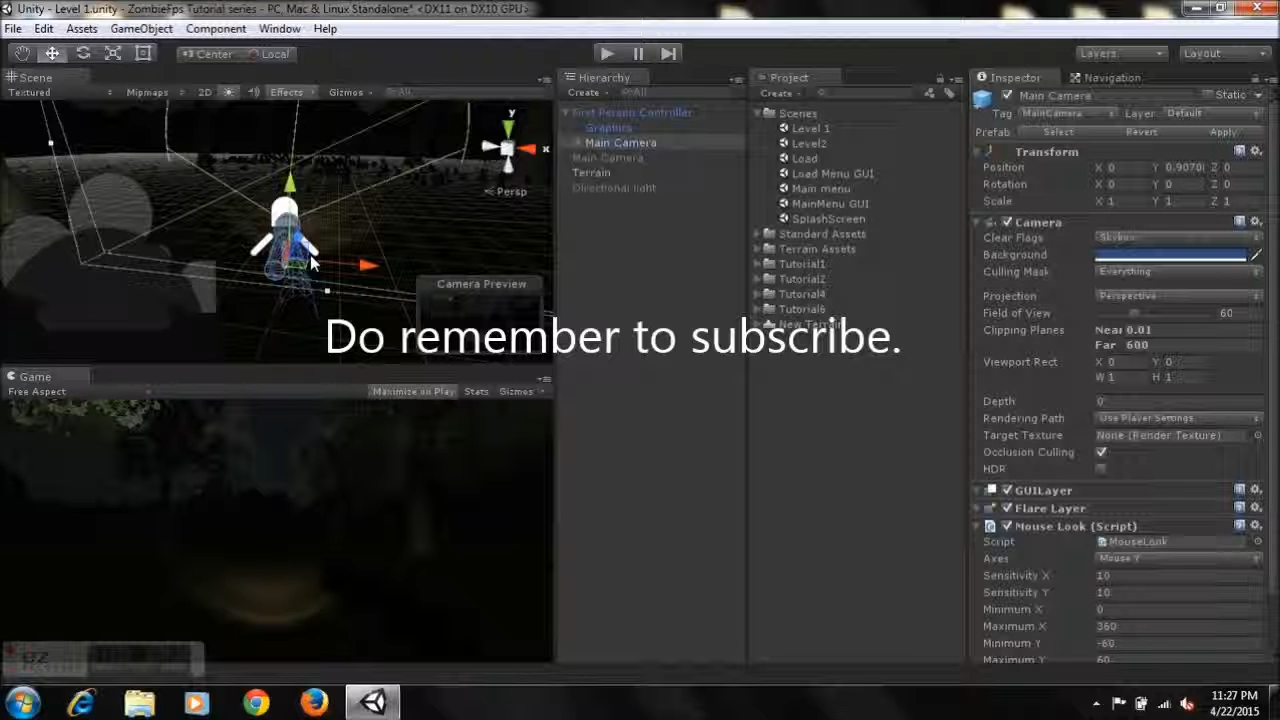 Unity - Level 1.unity - ZombieFps Tutorial series - PC, Mac & Linux Standalone* <DX11 on DX10 GPU>
File Edit Assets GameObject Component Window Help
Center Local Layers Layout
Scene
Textured Mipmaps 2D Effects Gizmos All
y
x
Persp
Camera Preview
Game
Free Aspect Maximize on Play Stats Gizmos
Hierarchy
Create All
First Person Controller
Graphics
Main Camera
Main Camera
Terrain
Directional light
Project
Create
Scenes
Level 1
Level2
Load
Load Menu GUI
Main menu
MainMenu GUI
SplashScreen
Standard Assets
Terrain Assets
Tutorial1
Tutorial2
Tutorial4
Tutorial6
New Terrain
Do remember to subscribe.
Inspector Navigation
Main Camera Static
Tag MainCamera Layer Default
Prefab Select Revert Apply
Transform
Position X 0 Y 0.9070 Z 0
Rotation X 0 Y 0 Z 0
Scale X 1 Y 1 Z 1
Camera
Clear Flags Skybox
Background
Culling Mask Everything
Projection Perspective
Field of View 60
Clipping Planes Near 0.01
Far 600
Viewport Rect X 0 Y 0
W 1 H 1
Depth 0
Rendering Path Use Player Settings
Target Texture None (Render Texture)
Occlusion Culling
HDR
GUILayer
Flare Layer
Mouse Look (Script)
Script MouseLook
Axes Mouse Y
Sensitivity X 10
Sensitivity Y 10
Minimum X 0
Maximum X 360
Minimum Y -60
Maximum Y 60
11:27 PM
4/22/2015